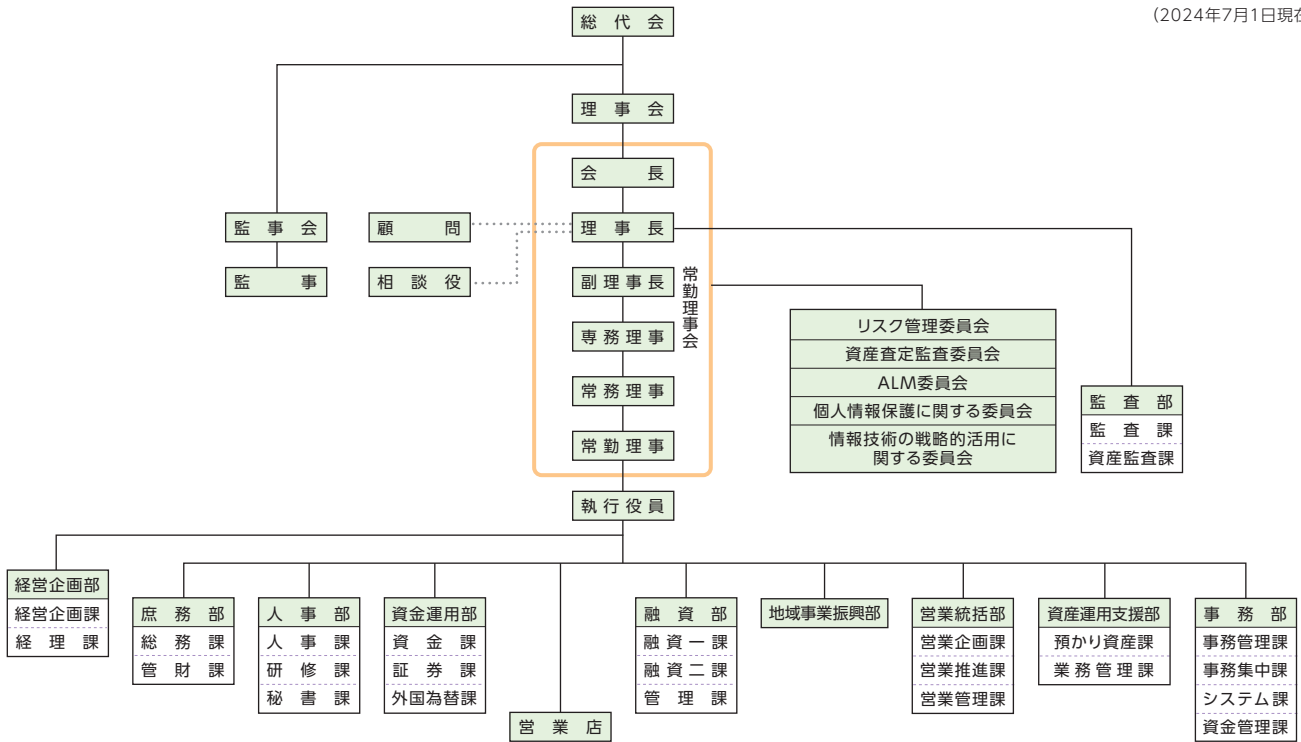 (2024年7月1日現在
総代会
理事会
会長
監事会
顧問
理事長
監事
相談役
副理事長
常勤理事会
専務理事
常務理事
常勤理事
リスク管理委員会
資産査定監査委員会
ALM委員会
個人情報保護に関する委員会
情報技術の戦略的活用に
関する委員会
監査部
監査課
資産監査課
執行役員
経営企画部
経営企画課
経理課
庶務部
総務課
管財課
人事部
人事課
研修課
秘書課
資金運用部
資金課
証券課
外国為替課
営業店
融資部
融資一課
融資二課
管理課
地域事業振興部
営業統括部
営業企画課
営業推進課
営業管理課
資産運用支援部
預かり資産課
業務管理課
事務部
事務管理課
事務集中課
システム課
資金管理課